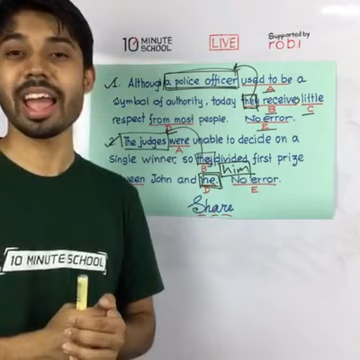 10 MINUTE SCHOOL
LIVE
Supported by
robi
1. Although a police officer used to be a
A
symbol of authority, today they receives little
B C
respect from most people. No error.
D E
2. The judges were unable to decide on a
A
single winner, so they divided first prize
B
him
between John and he. No error.
D E
Share
10 MINUTE SCHOOL